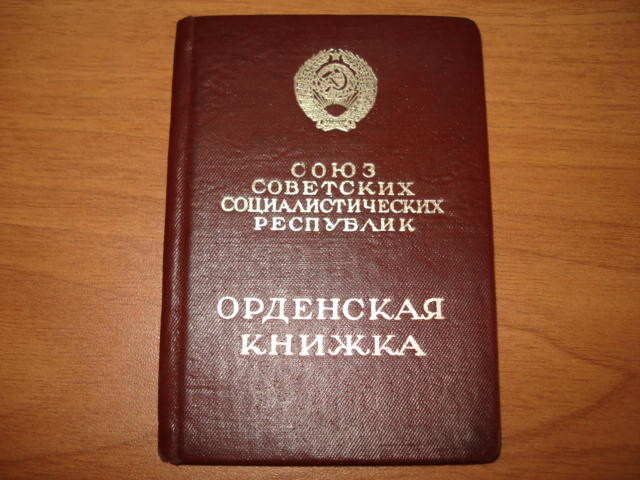 СОЮЗ
СОВЕТСКИХ
СОЦИАЛИСТИЧЕСКИХ
РЕСПУБЛИК
ОРДЕНСКАЯ
КНИЖКА